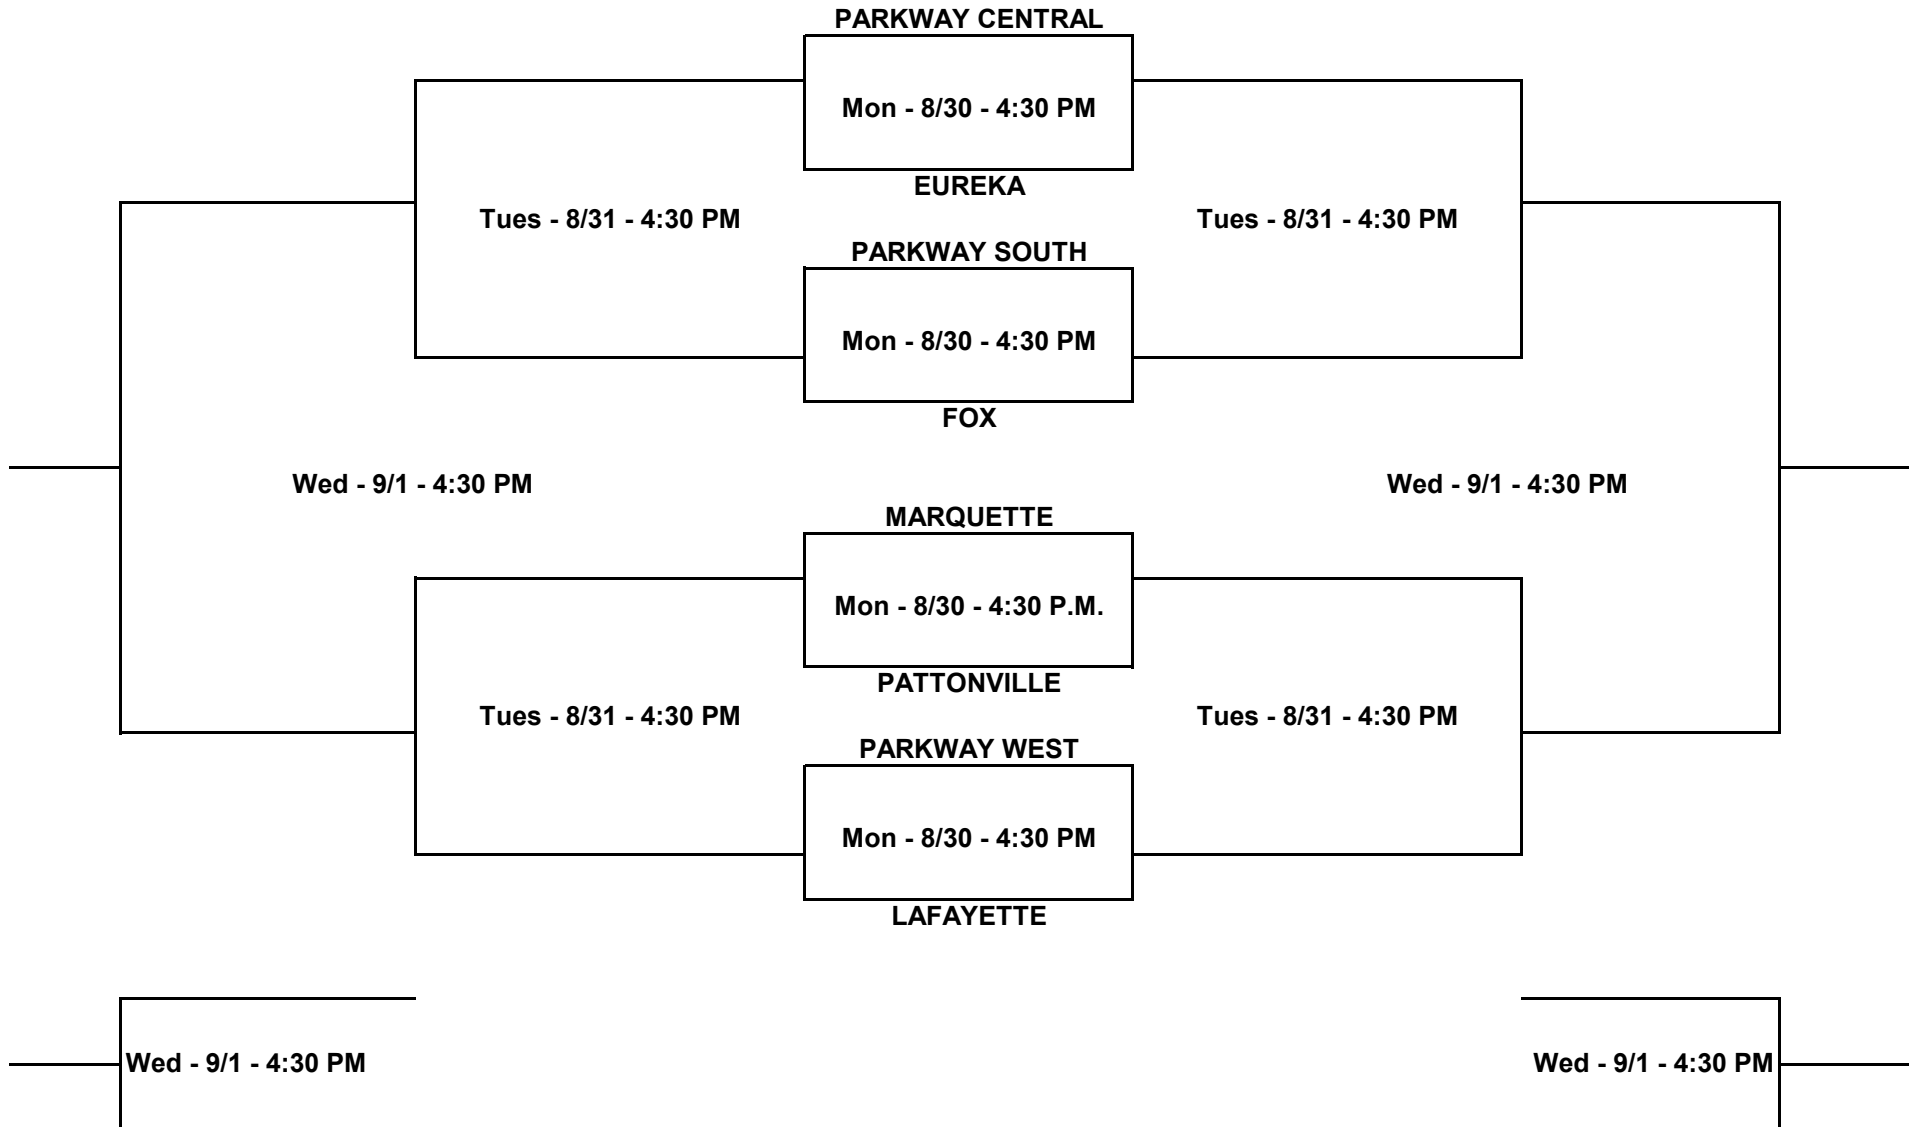 PARKWAY CENTRAL
Mon - 8/30 - 4:30 PM
EUREKA
Tues - 8/31 - 4:30 PM
Tues - 8/31 - 4:30 PM
PARKWAY SOUTH
Mon - 8/30 - 4:30 PM
FOX
Wed - 9/1 - 4:30 PM
Wed - 9/1 - 4:30 PM
MARQUETTE
Mon - 8/30 - 4:30 P.M.
PATTONVILLE
Tues - 8/31 - 4:30 PM
Tues - 8/31 - 4:30 PM
PARKWAY WEST
Mon - 8/30 - 4:30 PM
LAFAYETTE
Wed - 9/1 - 4:30 PM
Wed - 9/1 - 4:30 PM